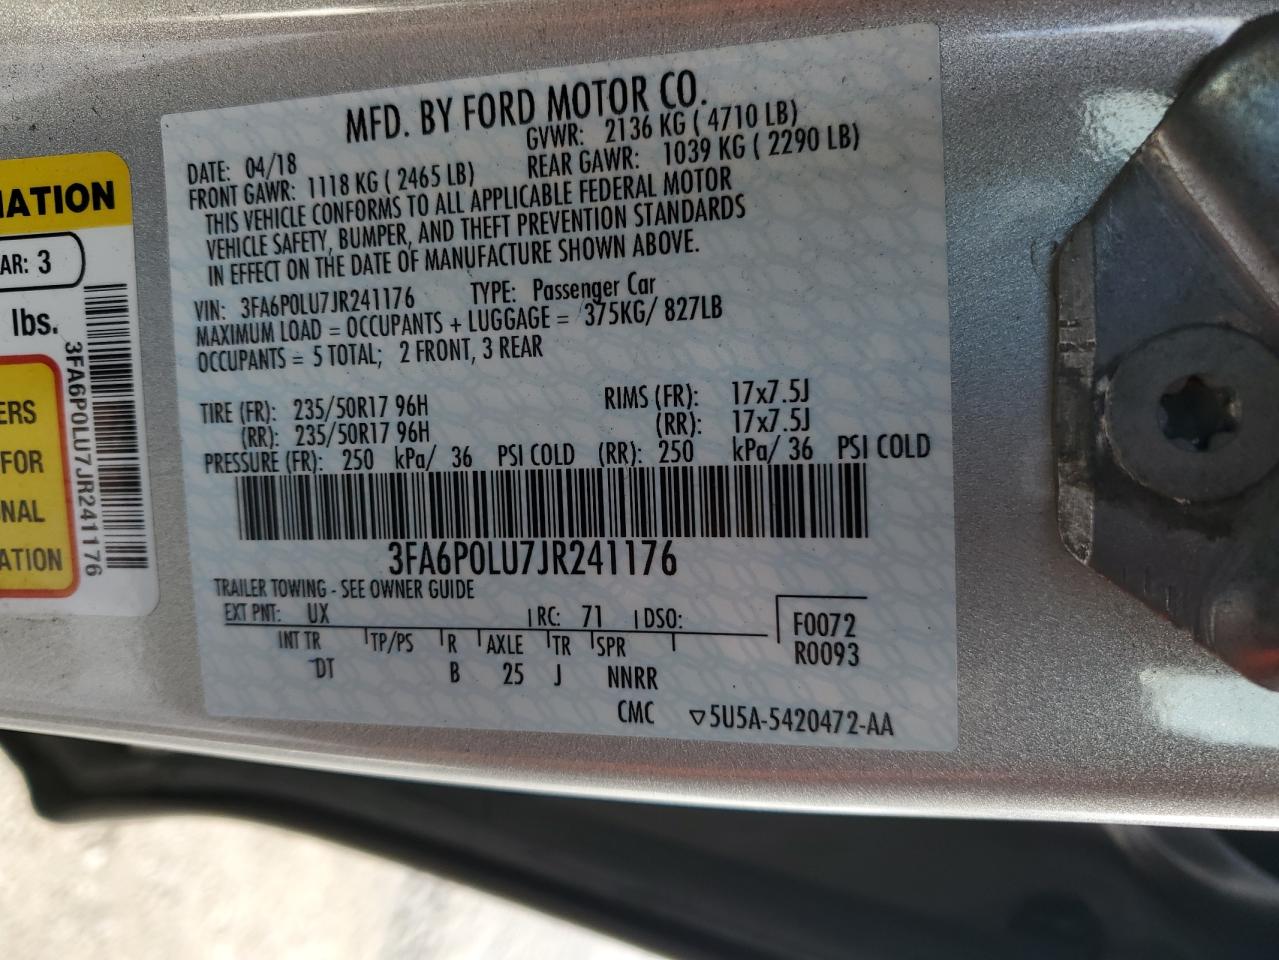 MFD. BY FORD MOTOR CO.
DATE: 04/18 GVWR: 2136 KG ( 4710 LB)
FRONT GAWR: 1118 KG ( 2465 LB) REAR GAWR: 1039 KG ( 2290 LB)
THIS VEHICLE CONFORMS TO ALL APPLICABLE FEDERAL MOTOR
VEHICLE SAFETY, BUMPER, AND THEFT PREVENTION STANDARDS
IN EFFECT ON THE DATE OF MANUFACTURE SHOWN ABOVE.
VIN: 3FA6P0LU7JR241176 TYPE: Passenger Car
MAXIMUM LOAD = OCCUPANTS + LUGGAGE = 375KG/ 827LB
OCCUPANTS = 5 TOTAL; 2 FRONT, 3 REAR
TIRE (FR): 235/50R17 96H RIMS (FR): 17x7.5J
(RR): 235/50R17 96H (RR): 17x7.5J
PRESSURE (FR): 250 kPa/ 36 PSI COLD (RR): 250 kPa/ 36 PSI COLD
3FA6P0LU7JR241176
TRAILER TOWING - SEE OWNER GUIDE
EXT PNT: UX RC: 71 DSO: F0072
INT TR TP/PS R AXLE TR SPR R0093
DT B 25 J NNRR
CMC ▽5U5A-5420472-AA
MATION
AR: 3
lbs.
3FA6P0LU7JR241176
ERS
FOR
NAL
ATION